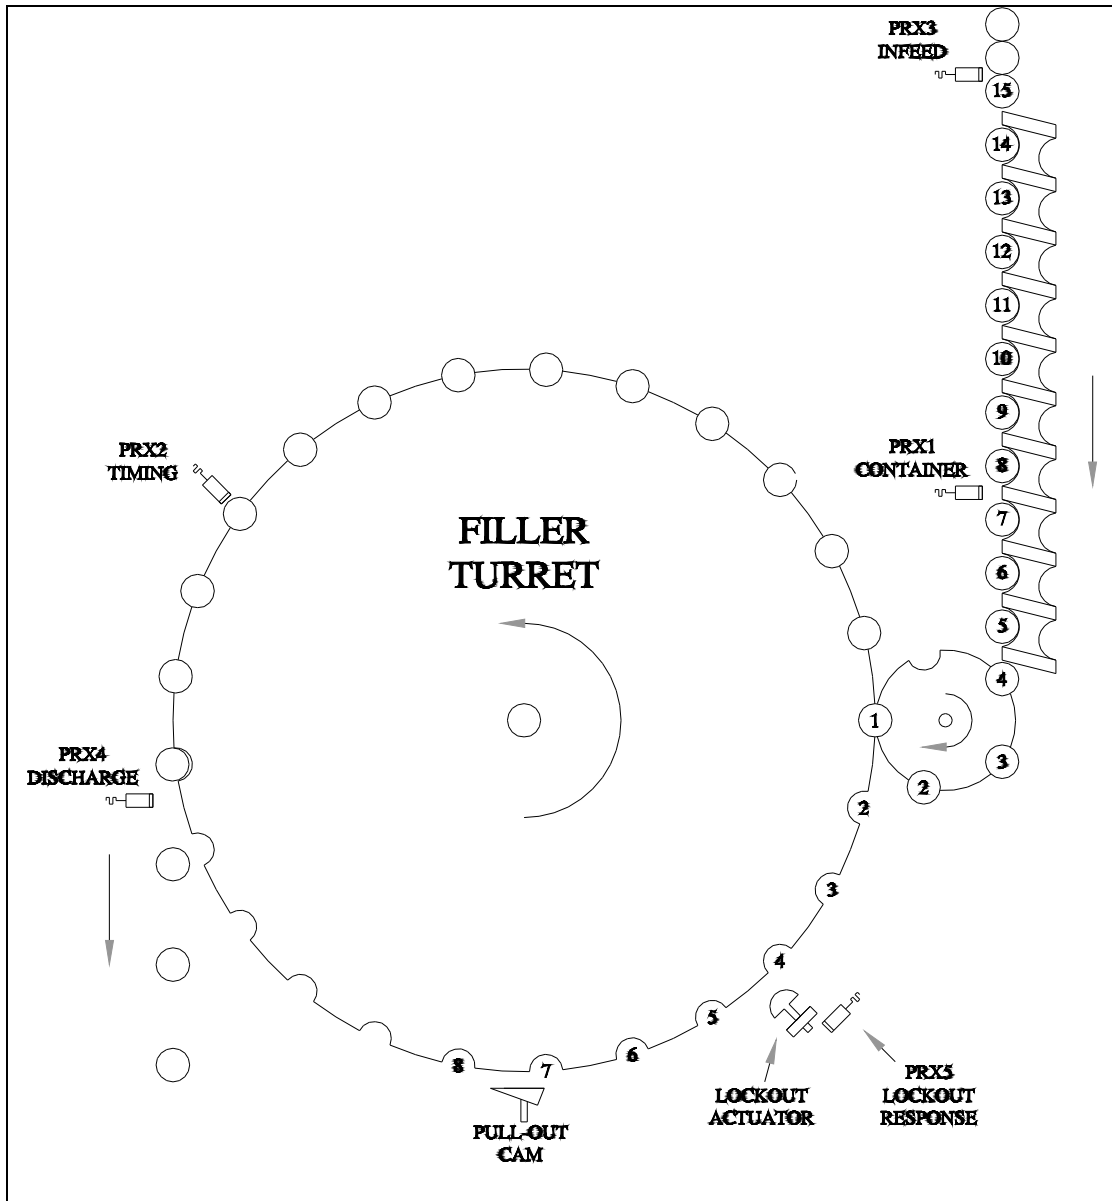 PRX3
INFEED
15
14
13
12
11
10
9
PRX1
CONTAINER
8
7
6
5
4
3
2
1
PRX2
TIMING
FILLER
TURRET
PRX4
DISCHARGE
2
3
4
5
6
7
8
LOCKOUT
ACTUATOR
PRX5
LOCKOUT
RESPONSE
PULL-OUT
CAM